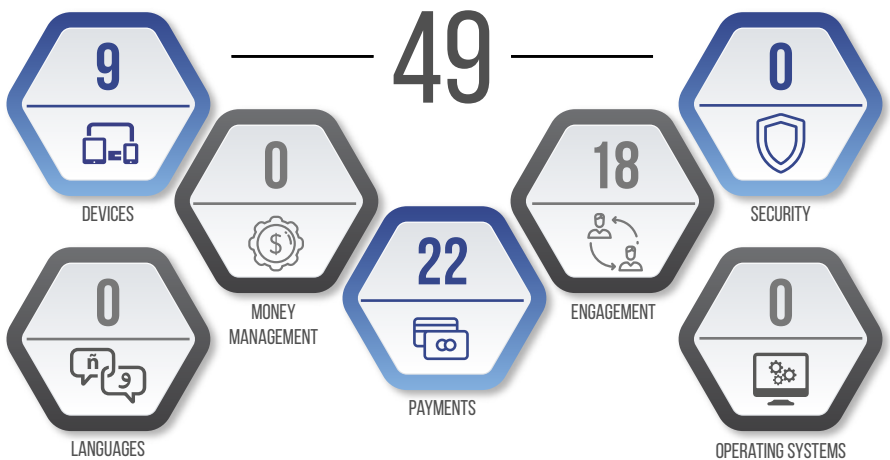 49
9
DEVICES
0
MONEY
MANAGEMENT
0
LANGUAGES
22
PAYMENTS
18
ENGAGEMENT
0
SECURITY
0
OPERATING SYSTEMS
$
ñ
و